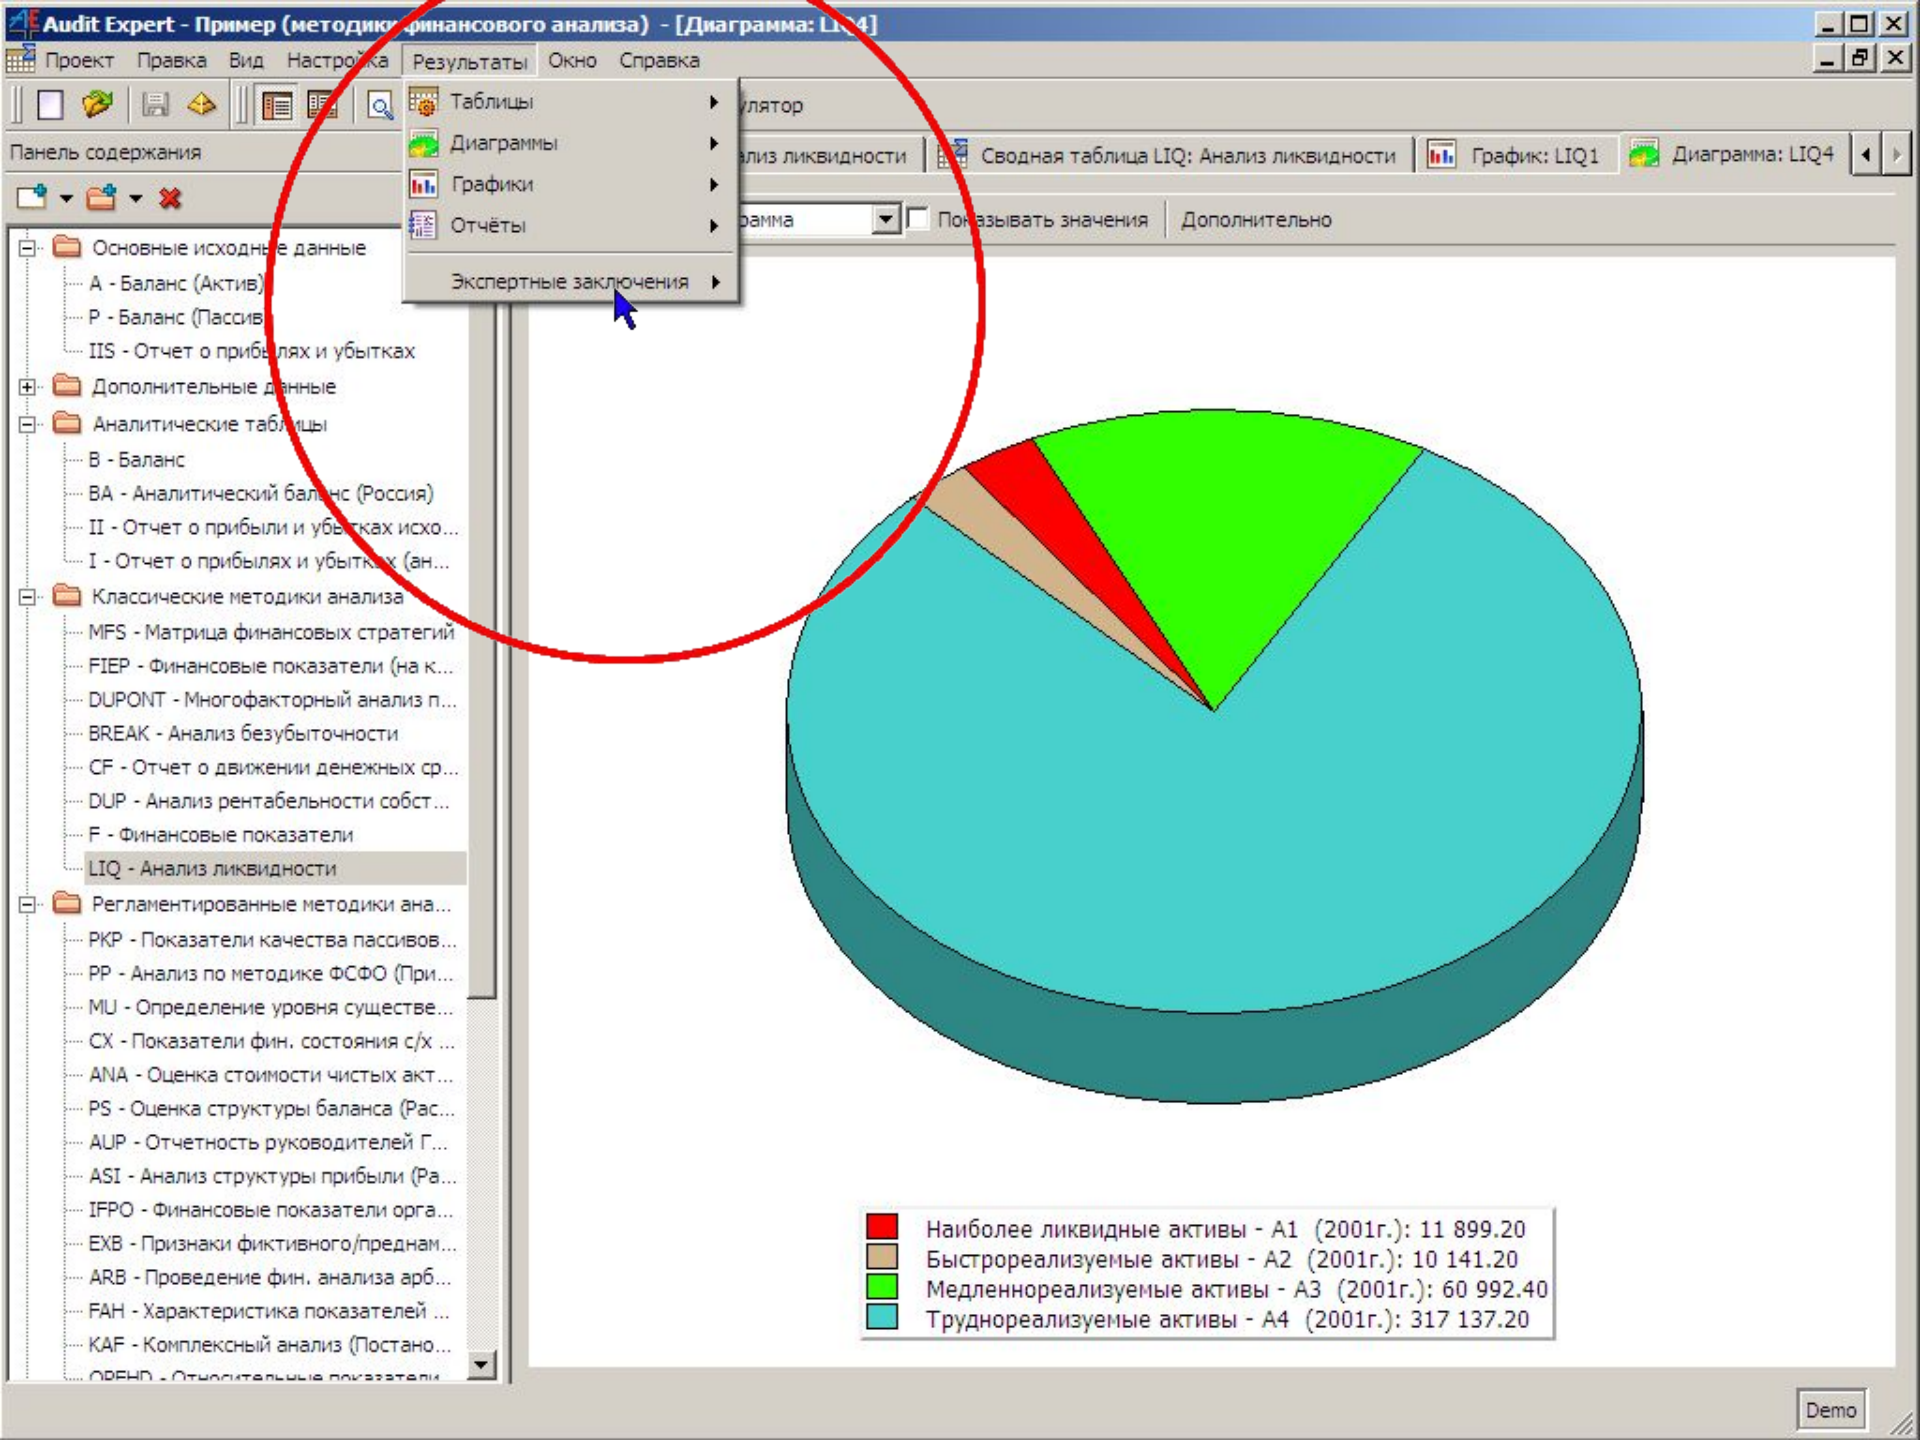 Audit Expert - Пример (методики финансового анализа) - [Диаграмма: LIQ4]
Проект Правка Вид Настройка Результаты Окно Справка
улятор
Таблицы
Диаграммы
Графики
Отчёты
Экспертные заключения
Панель содержания
ализ ликвидности Сводная таблица LIQ: Анализ ликвидности График: LIQ1 Диаграмма: LIQ4
рамма Показывать значения Дополнительно
Основные исходные данные
A - Баланс (Актив)
P - Баланс (Пассив
IIS - Отчет о прибылях и убытках
Дополнительные данные
Аналитические таблицы
B - Баланс
BA - Аналитический баланс (Россия)
II - Отчет о прибыли и убытках исхо...
I - Отчет о прибылях и убытках (ан...
Классические методики анализа
MFS - Матрица финансовых стратегий
FIEP - Финансовые показатели (на к...
DUPONT - Многофакторный анализ п...
BREAK - Анализ безубыточности
CF - Отчет о движении денежных ср...
DUP - Анализ рентабельности собст...
F - Финансовые показатели
LIQ - Анализ ликвидности
Регламентированные методики ана...
PKP - Показатели качества пассивов...
PP - Анализ по методике ФСФО (При...
MU - Определение уровня существе...
CX - Показатели фин. состояния с/х ...
ANA - Оценка стоимости чистых акт...
PS - Оценка структуры баланса (Рас...
AUP - Отчетность руководителей Г...
ASI - Анализ структуры прибыли (Ра...
IFPO - Финансовые показатели орга...
EXB - Признаки фиктивного/преднам...
ARB - Проведение фин. анализа арб...
FAH - Характеристика показателей ...
KAF - Комплексный анализ (Постано...
Относительные показатели
Наиболее ликвидные активы - A1 (2001г.): 11 899.20
Быстрореализуемые активы - A2 (2001г.): 10 141.20
Медленнореализуемые активы - A3 (2001г.): 60 992.40
Труднореализуемые активы - A4 (2001г.): 317 137.20
Demo